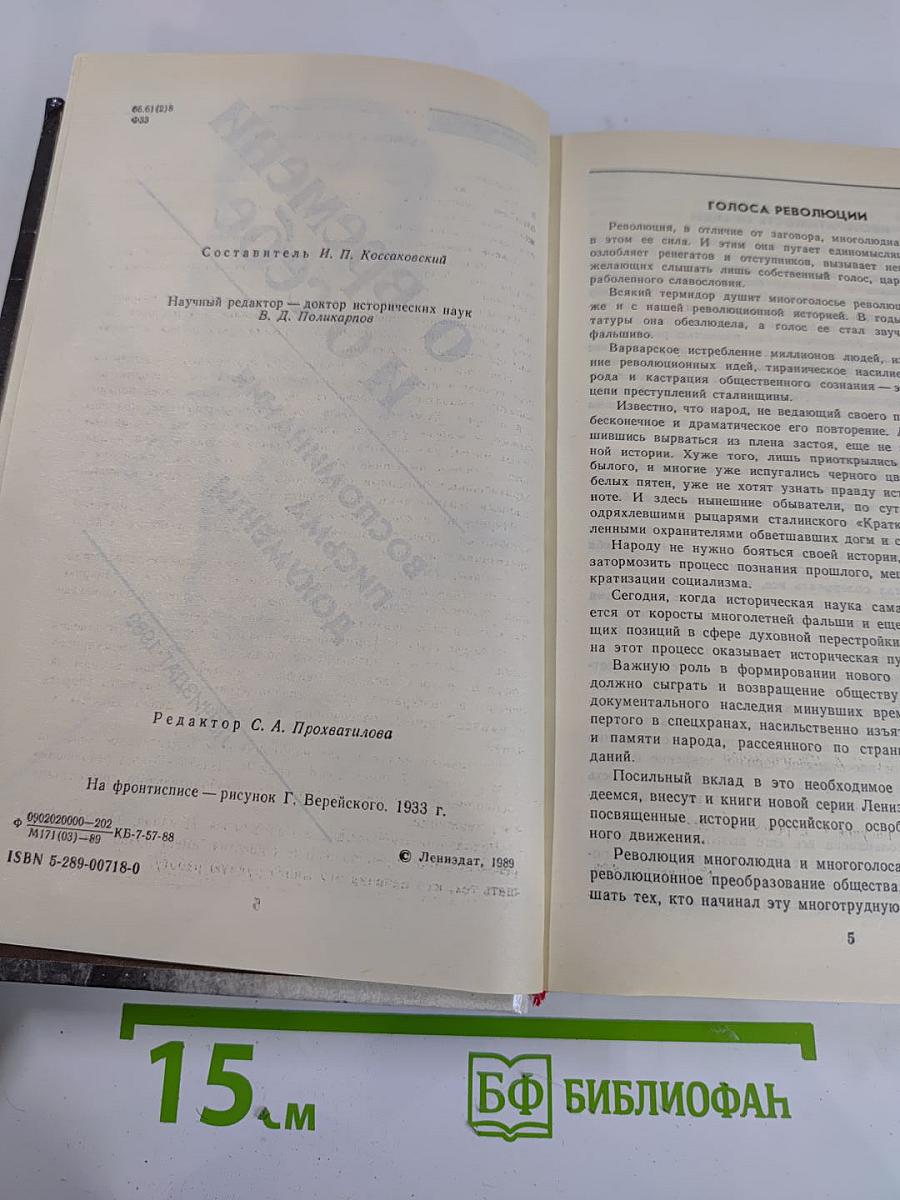 66.61(2)8
Ф33
Составитель И. П. Коссаковский
Научный редактор — доктор исторических наук
В. Д. Поликарпов
Редактор С. А. Прохватилова
На фронтисписе — рисунок Г. Верейского. 1933 г.
Ф 0902020000—202
М171(03)—89 КБ-7-57-88
ISBN 5-289-00718-0
© Лениздат, 1989
ГОЛОСА РЕВОЛЮЦИИ
Революция, в отличие от заговора, многолюдна
в этом ее сила. И этим она пугает единомысли
озлобляет ренегатов и отступников, вызывает нен
желающих слышать лишь собственный голос, цар
раболепного славословия.
Всякий термидор душит многоголосье революц
же и с нашей революционной историей. В годы
татуры она обезлюдела, а голос ее стал звуч
фальшиво.
Варварское истребление миллионов людей, из
ние революционных идей, тираническое насилие
рода и кастрация общественного сознания — э
цепи преступлений сталинщины.
Известно, что народ, не ведающий своего п
бесконечное и драматическое его повторение.
шившись вырваться из плена застоя, еще не
ной истории. Хуже того, лишь приоткрылись
былого, и многие уже испугались черного цв
белых пятен, уже не хотят узнать правду ист
ноте. И здесь нынешние обыватели, по сут
одряхлевшими рыцарями сталинского «Кратк
ленными охранителями обветшавших догм и с
Народу не нужно бояться своей истории,
затормозить процесс познания прошлого, меш
кратизации социализма.
Сегодня, когда историческая наука сама
ется от коросты многолетней фальши и еще
щих позиций в сфере духовной перестройки
на этот процесс оказывает историческая пу
Важную роль в формировании нового
должно сыграть и возвращение обществу
документального наследия минувших врем
пертого в спецхранах, насильственно изъят
и памяти народа, рассеянного по стран
даний.
Посильный вклад в это необходимое
деемся, внесут и книги новой серии Лениз
посвященные истории российского освоб
ного движения.
Революция многолюдна и многоголоса
революционное преобразование общества
шать тех, кто начинал эту многотрудную
5
15 см
БФ БИБЛИОФАН